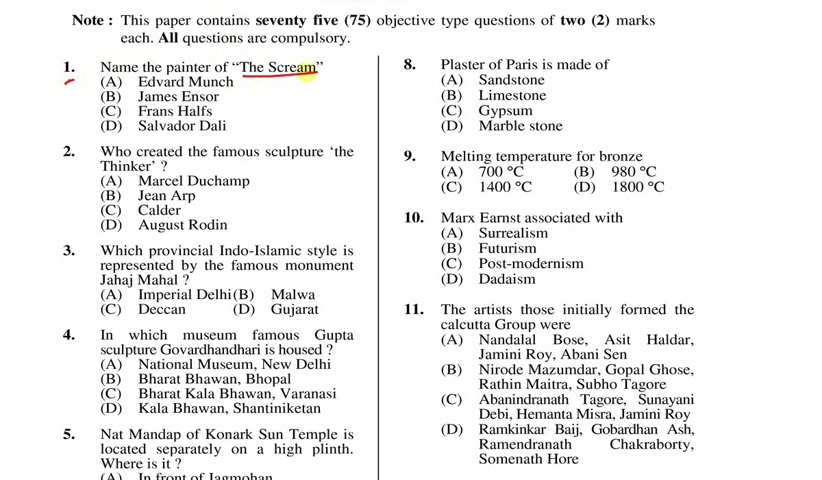 Note : This paper contains seventy five (75) objective type questions of two (2) marks
each. All questions are compulsory.
1. Name the painter of “The Scream”
(A) Edvard Munch
(B) James Ensor
(C) Frans Halfs
(D) Salvador Dali
2. Who created the famous sculpture ‘the
Thinker’ ?
(A) Marcel Duchamp
(B) Jean Arp
(C) Calder
(D) August Rodin
3. Which provincial Indo-Islamic style is
represented by the famous monument
Jahaj Mahal ?
(A) Imperial Delhi (B) Malwa
(C) Deccan (D) Gujarat
4. In which museum famous Gupta
sculpture Govardhandhari is housed ?
(A) National Museum, New Delhi
(B) Bharat Bhawan, Bhopal
(C) Bharat Kala Bhawan, Varanasi
(D) Kala Bhawan, Shantiniketan
5. Nat Mandap of Konark Sun Temple is
located separately on a high plinth.
Where is it ?
(A) In front of Jagmohan
8. Plaster of Paris is made of
(A) Sandstone
(B) Limestone
(C) Gypsum
(D) Marble stone
9. Melting temperature for bronze
(A) 700 °C (B) 980 °C
(C) 1400 °C (D) 1800 °C
10. Marx Earnst associated with
(A) Surrealism
(B) Futurism
(C) Post-modernism
(D) Dadaism
11. The artists those initially formed the
calcutta Group were
(A) Nandalal Bose, Asit Haldar,
Jamini Roy, Abani Sen
(B) Nirode Mazumdar, Gopal Ghose,
Rathin Maitra, Subho Tagore
(C) Abanindranath Tagore, Sunayani
Debi, Hemanta Misra, Jamini Roy
(D) Ramkinkar Baij, Gobardhan Ash,
Ramendranath Chakraborty,
Somenath Hore